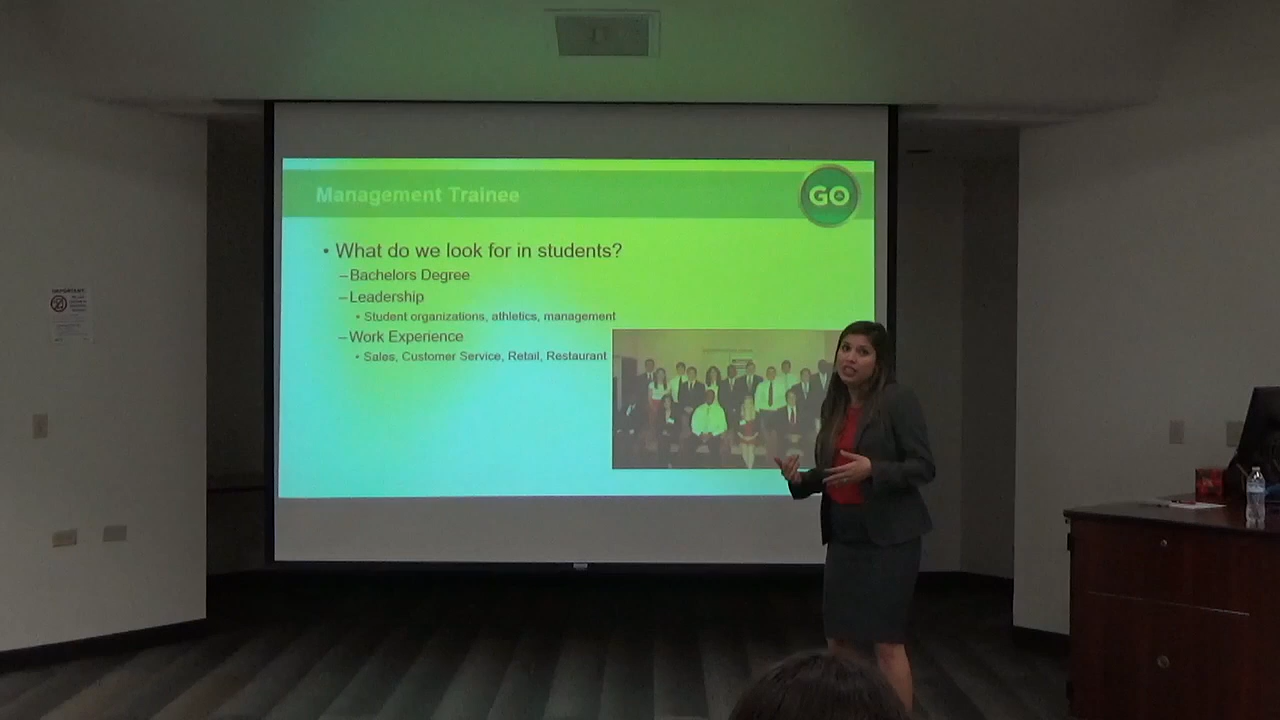 Management Trainee
GO
• What do we look for in students?
–Bachelors Degree
–Leadership
• Student organizations, athletics, management
–Work Experience
• Sales, Customer Service, Retail, Restaurant
IMPORTANT